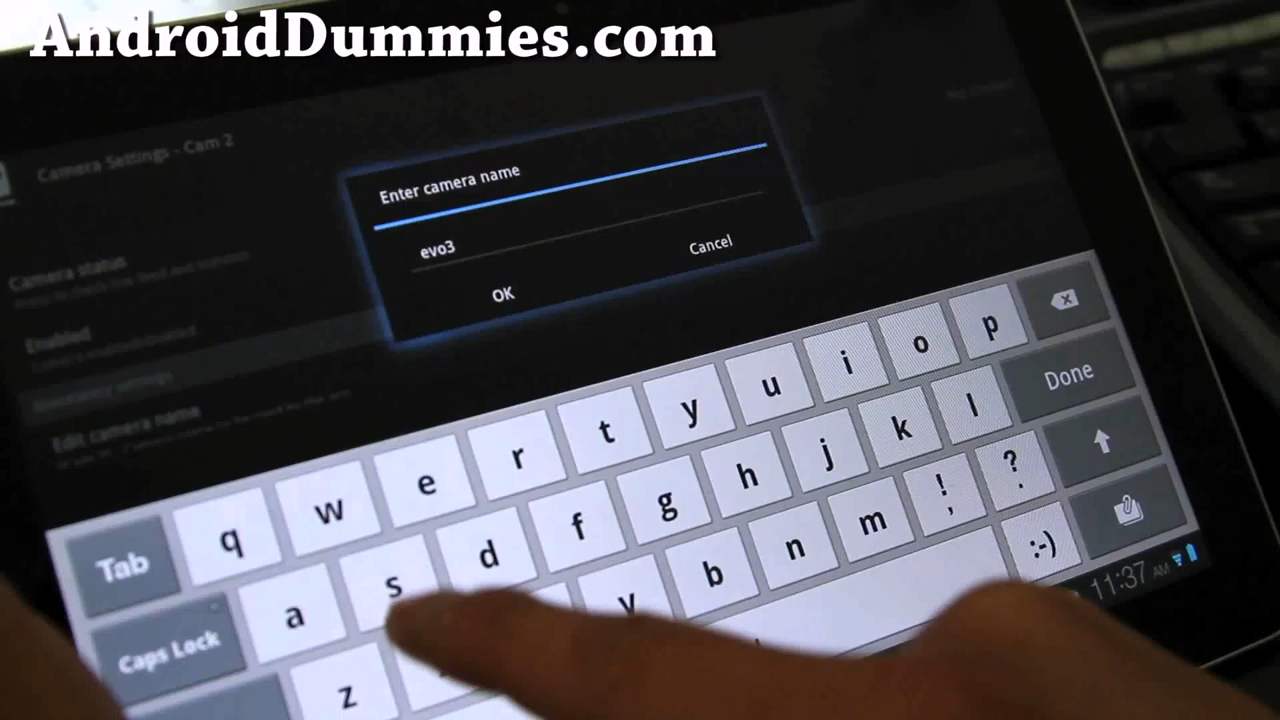 AndroidDummies.com
Camera Settings - Cam 2
Enter camera name
evo3
OK Cancel
Camera status
Enabled
Edit camera name
q w e r t y u i o p
Tab a s d f g h j k l Done
Caps Lock z v b n m ! , ? .
:-)
11:37 AM